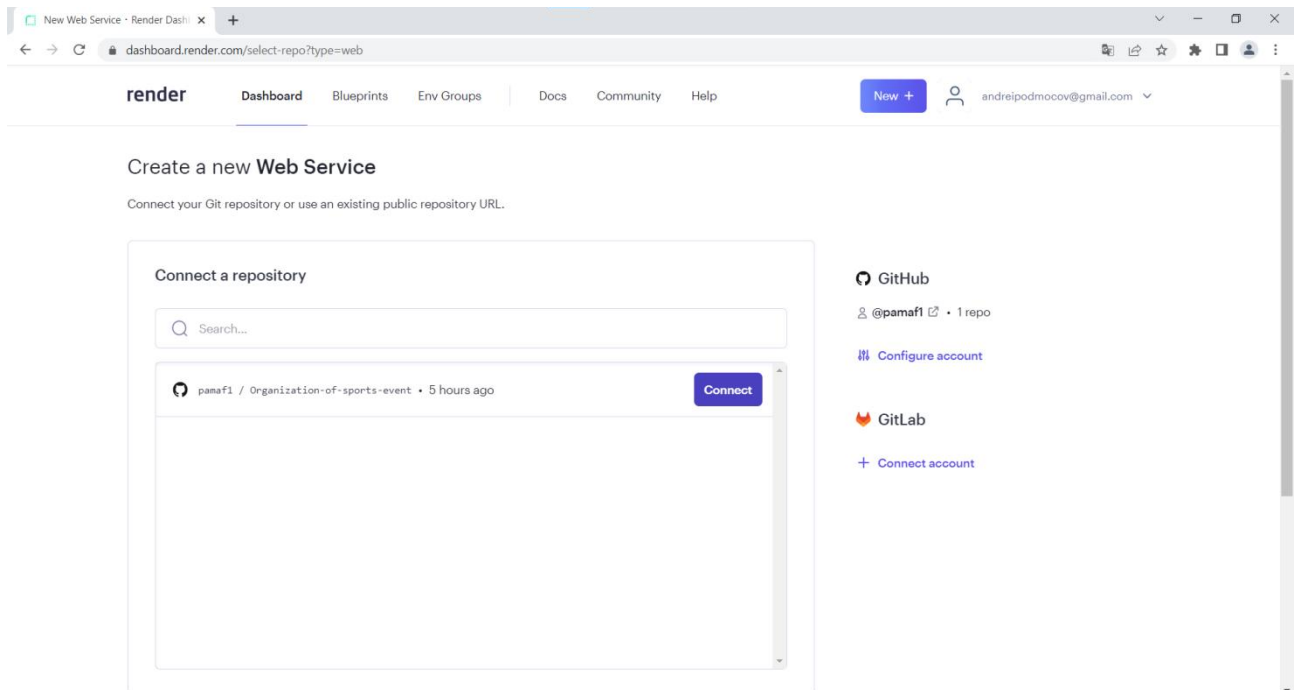 New Web Service · Render Dash
dashboard.render.com/select-repo?type=web
render Dashboard Blueprints Env Groups Docs Community Help New + andreipodmocov@gmail.com
Create a new Web Service
Connect your Git repository or use an existing public repository URL.
Connect a repository
Search...
pamaf1 / Organization-of-sports-event • 5 hours ago Connect
GitHub
@pamaf1 • 1 repo
Configure account
GitLab
+ Connect account